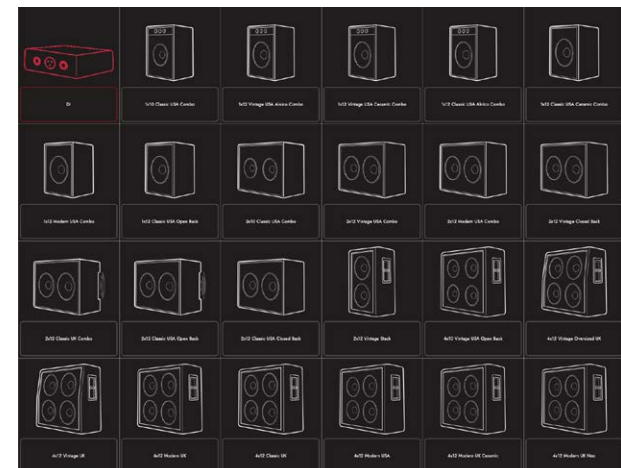 DI
1x10 Classic USA Combo
1x12 Vintage USA Alnico Combo
1x12 Vintage USA Ceramic Combo
1x12 Classic USA Alnico Combo
1x12 Classic USA Ceramic Combo
1x12 Modern USA Combo
1x12 Classic USA Open Back
2x10 Classic USA Combo
2x12 Vintage USA Combo
2x12 Modern USA Combo
2x12 Vintage Closed Back
2x12 Classic UK Combo
2x12 Classic USA Open Back
2x12 Classic USA Closed Back
2x12 Vintage Stack
4x12 Vintage USA Open Back
4x12 Vintage Oversized UK
4x12 Vintage UK
4x12 Modern UK
4x12 Classic UK
4x12 Modern USA
4x12 Modern UK Ceramic
4x12 Modern UK Neo